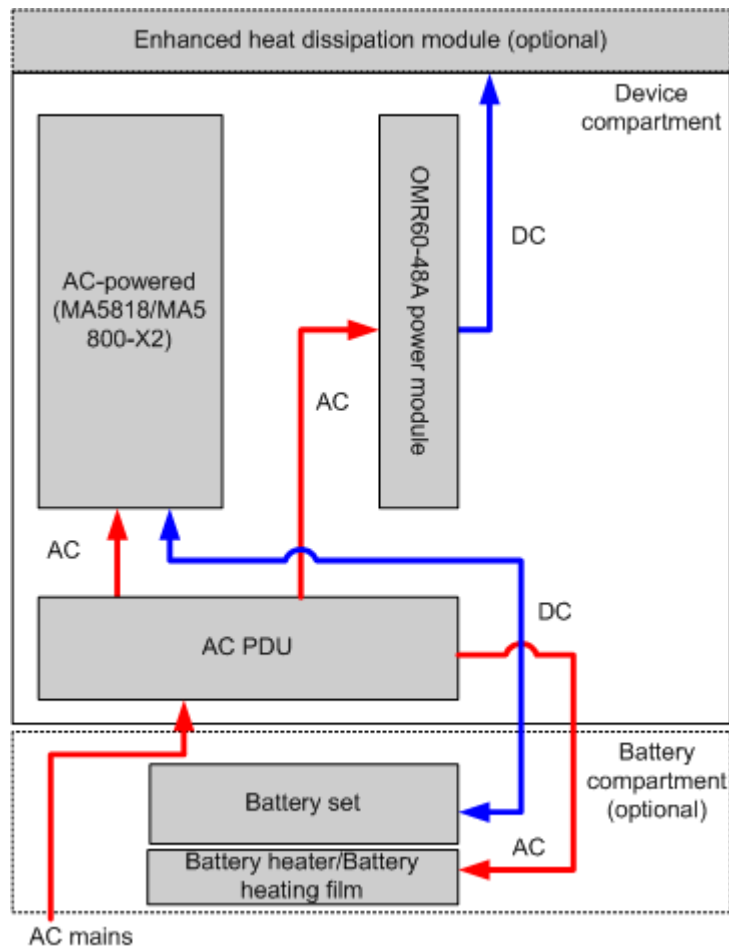 Enhanced heat dissipation module (optional)
Device
compartment
AC-powered
(MA5818/MA5
800-X2)
OMR60-48A power module
DC
AC
AC
DC
AC PDU
Battery
compartment
(optional)
Battery set
AC
Battery heater/Battery
heating film
AC mains